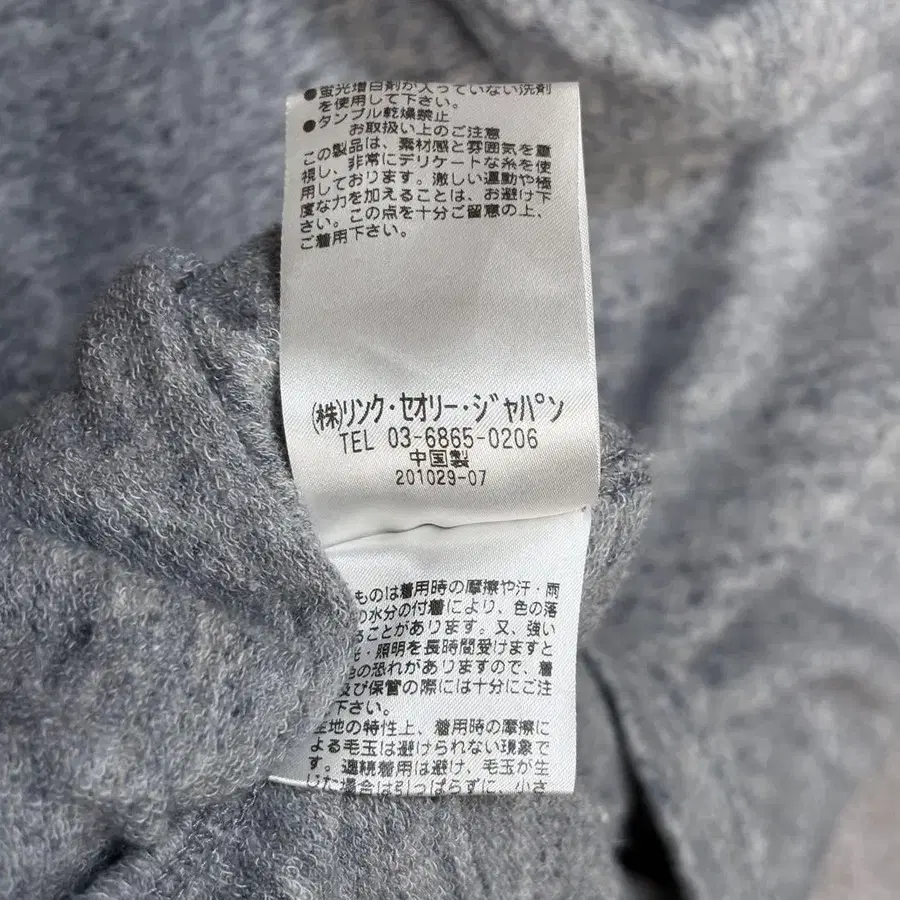 ●蛍光増白剤が入っていない洗剤
を使用して下さい。
●タンブル乾燥禁止
お取扱い上のご注意
この製品は、素材感と雰囲気を重
視し、非常にデリケートな糸を使
用しております。激しい運動や極
度な力を加えることは、お避け下
さい。この点を十分ご留意の上、
ご着用下さい。
(株)リンク・セオリー・ジャパン
TEL 03-6865-0206
中国製
201029-07
ものは着用時の摩擦や汗・雨
の水分の付着により、色の落
ることがあります。又、強い
光・照明を長時間受けますと
色の恐れがありますので、着
及び保管の際には十分にご注
下さい。
生地の特性上、着用時の摩擦に
よる毛玉は避けられない現象で
す。連続着用は避け、毛玉が生
じた場合は引っぱらずに、小さ